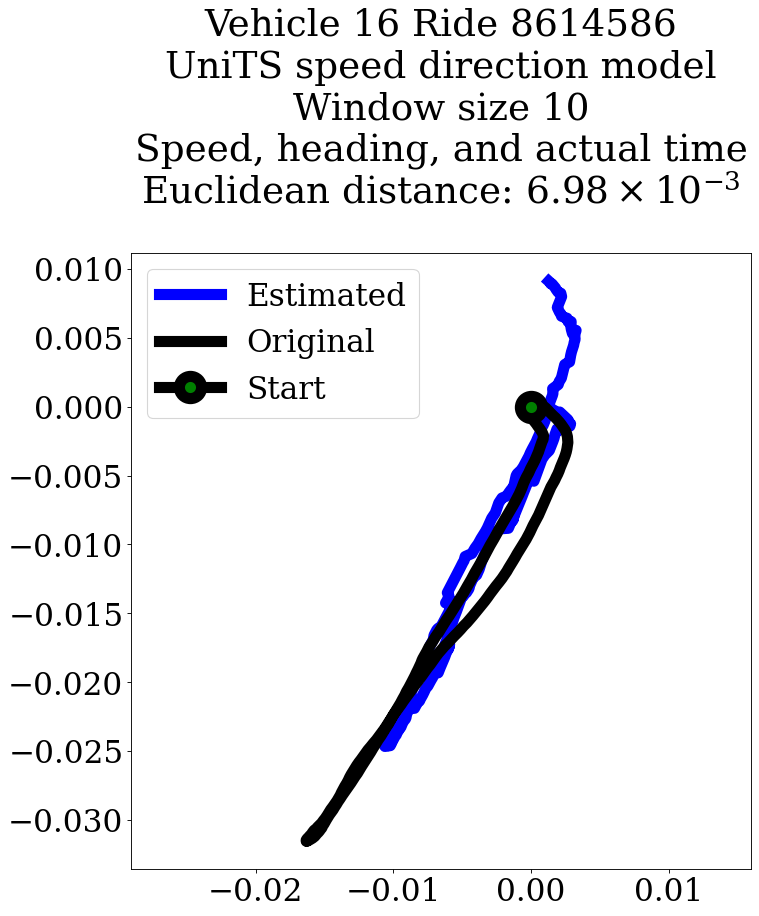 Vehicle 16 Ride 8614586
UniTS speed direction model
Window size 10
Speed, heading, and actual time
Euclidean distance: 6.98 × 10⁻³
Estimated
Original
Start
0.010
0.005
0.000
−0.005
−0.010
−0.015
−0.020
−0.025
−0.030
−0.02 −0.01 0.00 0.01